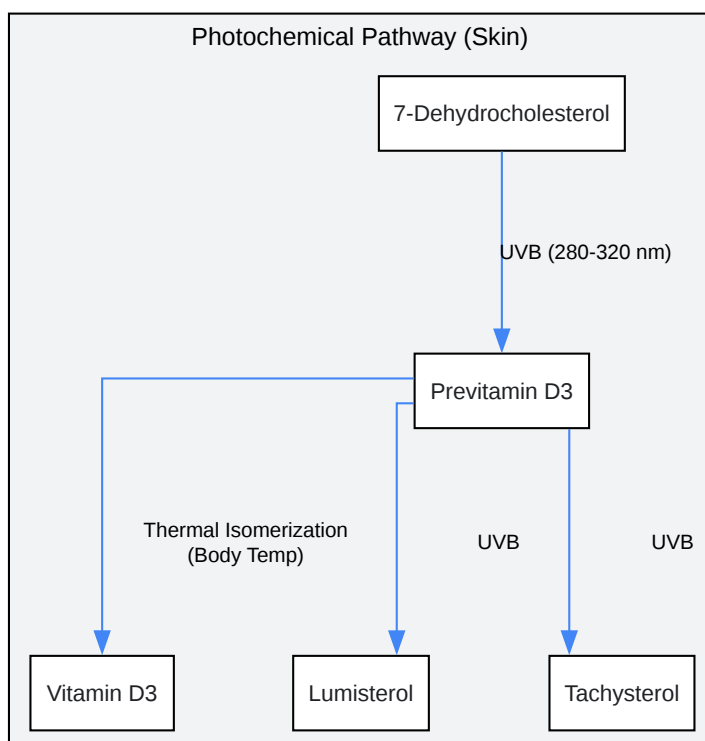 Photochemical Pathway (Skin)
7-Dehydrocholesterol
UVB (280-320 nm)
Previtamin D3
Thermal Isomerization
(Body Temp)
UVB
UVB
Vitamin D3
Lumisterol
Tachysterol